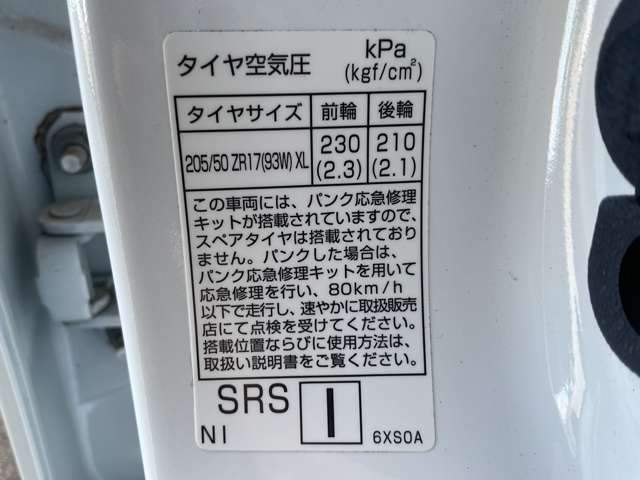 タイヤ空気圧 kPa
(kgf/cm²)
タイヤサイズ 前輪 後輪
205/50 ZR17(93W) XL 230 210
(2.3) (2.1)
この車両には、パンク応急修理
キットが搭載されていますので、
スペアタイヤは搭載されており
ません。パンクした場合は、
パンク応急修理キットを用いて
応急修理を行い、80km/h
以下で走行し、速やかに取扱販売
店にて点検を受けてください。
搭載位置ならびに使用方法は、
取扱い説明書をご覧ください。
SRS I
NI 6XS0A